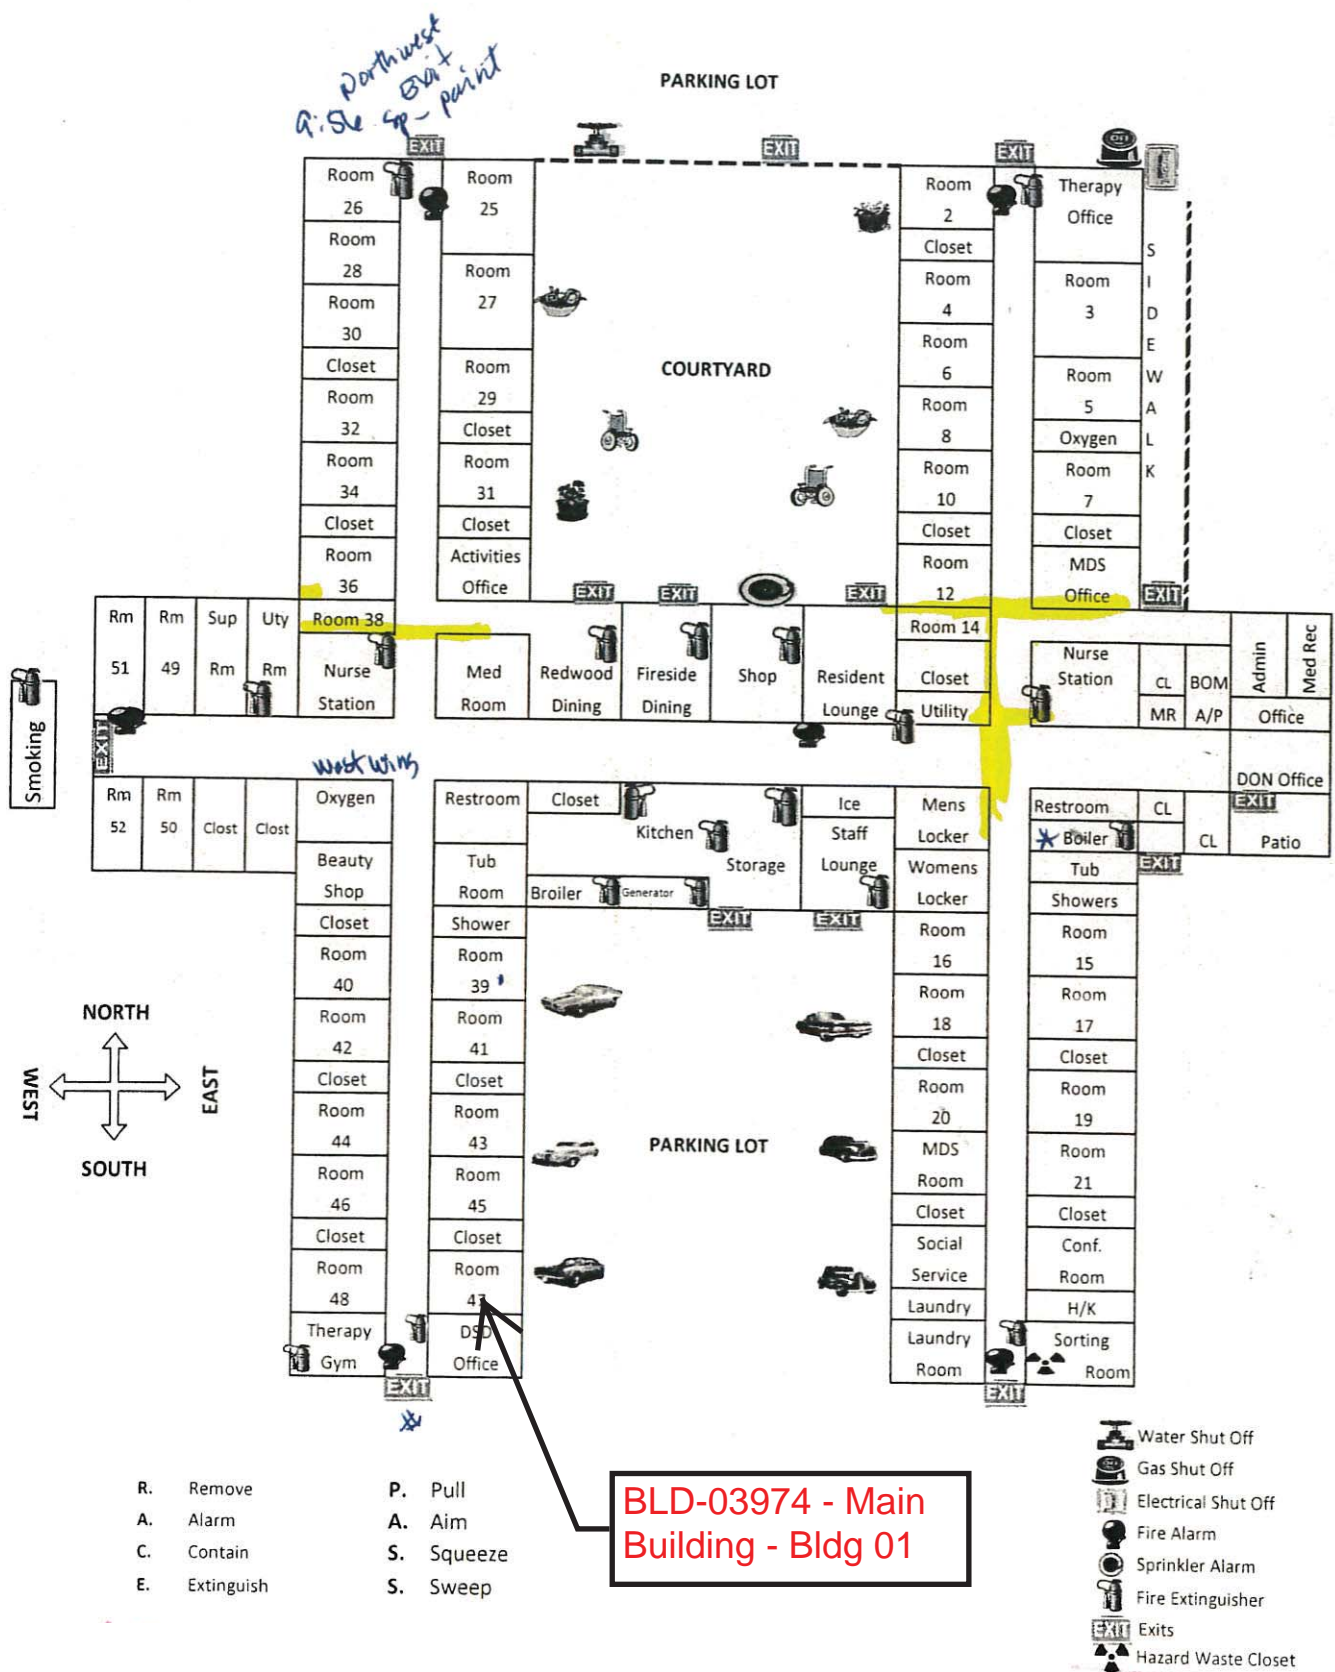 Northwest
Exit
PARKING LOT
EXIT
EXIT
EXIT
Room
26
Room
28
Room
30
Closet
Room
32
Room
34
Closet
Room
36
Room 38
Nurse
Station
Room
25
Room
27
Room
29
Closet
Room
31
Closet
Activities
Office
Med
Room
COURTYARD
EXIT
EXIT
EXIT
Redwood
Dining
Fireside
Dining
Shop
Resident
Lounge
Room
2
Closet
Room
4
Room
6
Room
8
Room
10
Closet
Room
12
Room 14
Closet
Utility
Therapy
Office
Room
3
Room
5
Oxygen
Room
7
Closet
MDS
Office
SIDEWALK
EXIT
Nurse
Station
CL
MR
BOM
A/P
Admin
Med Rec
Office
DON Office
EXIT
Patio
Smoking
Rm
51
Rm
49
Sup
Rm
Uty
Rm
EXIT
Rm
52
Rm
50
Clost
Clost
West Wing
Oxygen
Beauty
Shop
Closet
Room
40
Room
42
Closet
Room
44
Room
46
Closet
Room
48
Therapy
Gym
Restroom
Tub
Room
Shower
Room
39
Room
41
Closet
Room
43
Room
45
Closet
Room
47
DSD
Office
EXIT
Closet
Kitchen
Storage
Broiler
Generator
Ice
Staff
Lounge
EXIT
EXIT
PARKING LOT
Mens
Locker
Womens
Locker
Room
16
Room
18
Closet
Room
20
MDS
Room
Closet
Social
Service
Laundry
Laundry
Room
EXIT
Restroom
CL
Boiler
CL
EXIT
Tub
Showers
Room
15
Room
17
Closet
Room
19
Room
21
Closet
Conf.
Room
H/K
Sorting
Room
NORTH
WEST
EAST
SOUTH
R. Remove
A. Alarm
C. Contain
E. Extinguish
P. Pull
A. Aim
S. Squeeze
S. Sweep
BLD-03974 - Main
Building - Bldg 01
Water Shut Off
Gas Shut Off
Electrical Shut Off
Fire Alarm
Sprinkler Alarm
Fire Extinguisher
EXIT Exits
Hazard Waste Closet